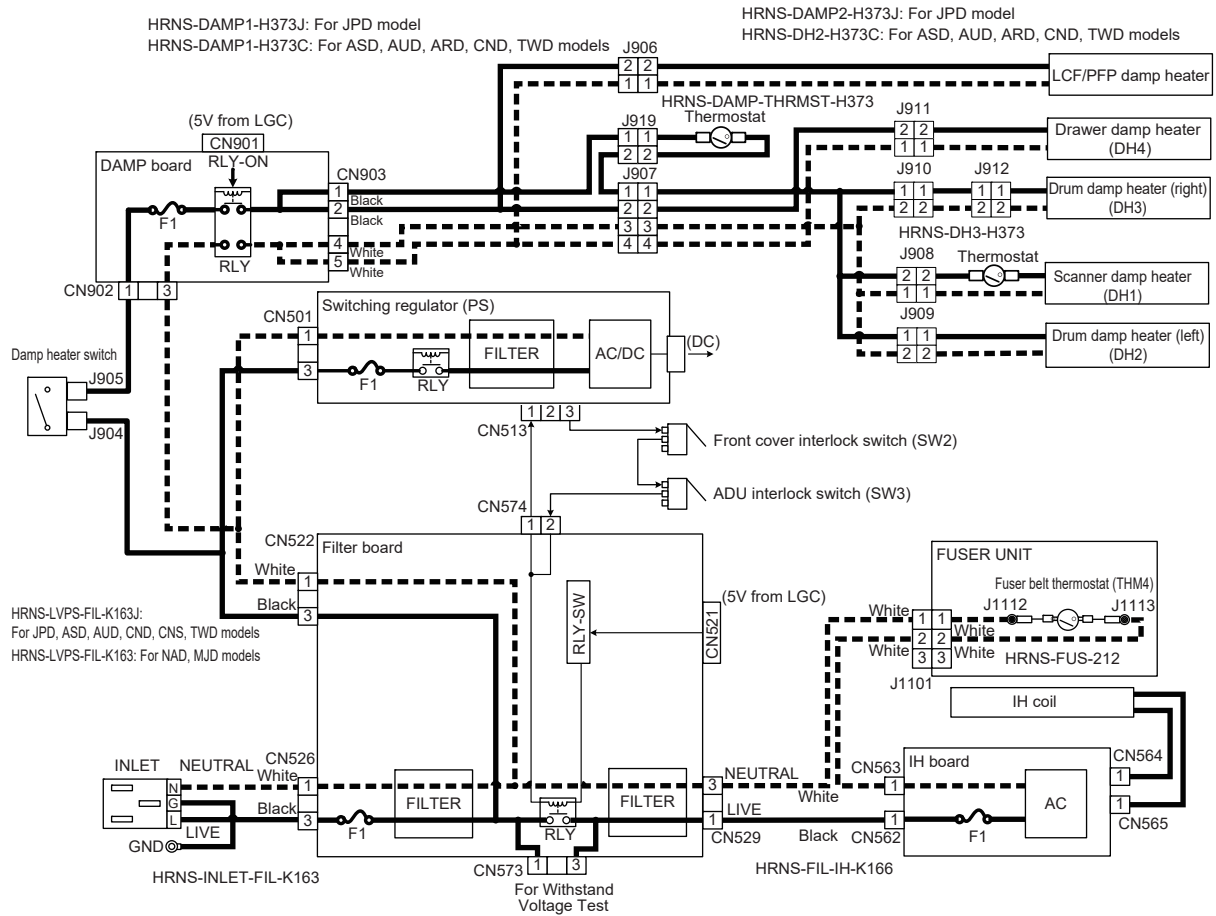 HRNS-DAMP1-H373J: For JPD model
HRNS-DAMP1-H373C: For ASD, AUD, ARD, CND, TWD models
HRNS-DAMP2-H373J: For JPD model
HRNS-DH2-H373C: For ASD, AUD, ARD, CND, TWD models
J906
2 2
1 1
LCF/PFP damp heater
HRNS-DAMP-THRMST-H373
Thermostat
J919
1 1
2 2
J911
2 2
1 1
Drawer damp heater
(DH4)
(5V from LGC)
CN901
DAMP board
RLY-ON
F1
RLY
CN903
1
Black
2
Black
4
White
5
White
J907
1 1
2 2
3 3
4 4
J910
1 1
2 2
J912
1 1
2 2
Drum damp heater (right)
(DH3)
HRNS-DH3-H373
J908
2 2
1 1
Thermostat
Scanner damp heater
(DH1)
J909
1 1
2 2
Drum damp heater (left)
(DH2)
CN902
1 3
Damp heater switch
J905
J904
CN501
1
3
Switching regulator (PS)
F1
RLY
FILTER
AC/DC
(DC)
1 2 3
CN513
Front cover interlock switch (SW2)
ADU interlock switch (SW3)
CN574
1 2
CN522
White
1
Black
3
Filter board
RLY-SW
CN521
(5V from LGC)
HRNS-LVPS-FIL-K163J:
For JPD, ASD, AUD, CND, CNS, TWD models
HRNS-LVPS-FIL-K163: For NAD, MJD models
FUSER UNIT
Fuser belt thermostat (THM4)
J1112
J1113
White
1 1
White
2 2
White
3 3
White
HRNS-FUS-212
J1101
IH coil
INLET
N
G
L
NEUTRAL
LIVE
GND
CN526
White
1
Black
3
F1
FILTER
RLY
FILTER
CN573
1 3
For Withstand
Voltage Test
3
NEUTRAL
1
LIVE
CN529
White
Black
CN563
1
CN562
1
IH board
F1
AC
CN564
1
1
CN565
HRNS-INLET-FIL-K163
HRNS-FIL-IH-K166